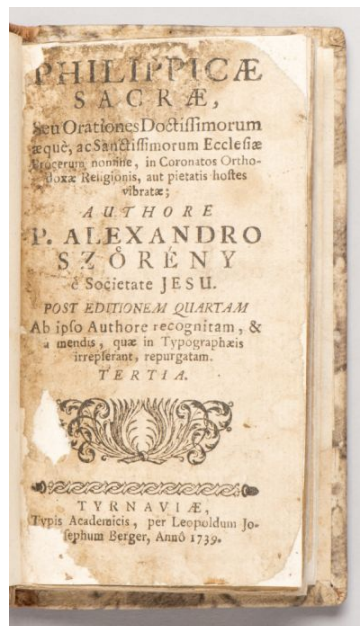 PHILIPPICÆ
SACRÆ,
Seu Orationes Doctissimorum
æquè, ac Sanctissimorum Ecclesiæ
Procerum nomine, in Coronatos Ortho-
doxæ Religionis, aut pietatis hostes
vibratæ;
AUTHORE
P. ALEXANDRO
SZÖRÉNY
è Societate JESU.
POST EDITIONEM QUARTAM
Ab ipso Authore recognitam, &
a mendis, quæ in Typographæis
irrepserant, repurgatam.
TERTIA.
TYRNAVIÆ,
Typis Academicis, per Leopoldum Jo-
sephum Berger, Annô 1739.